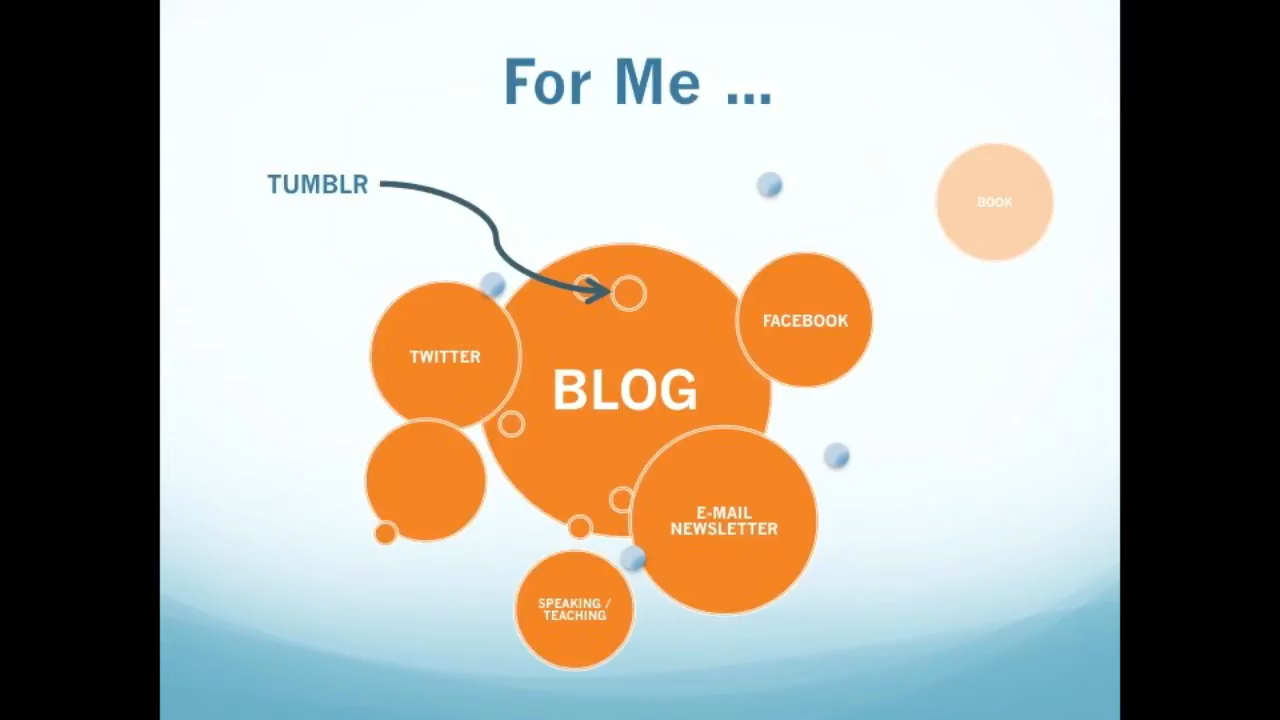 For Me ...
TUMBLR
BOOK
FACEBOOK
TWITTER
BLOG
E-MAIL
NEWSLETTER
SPEAKING /
TEACHING